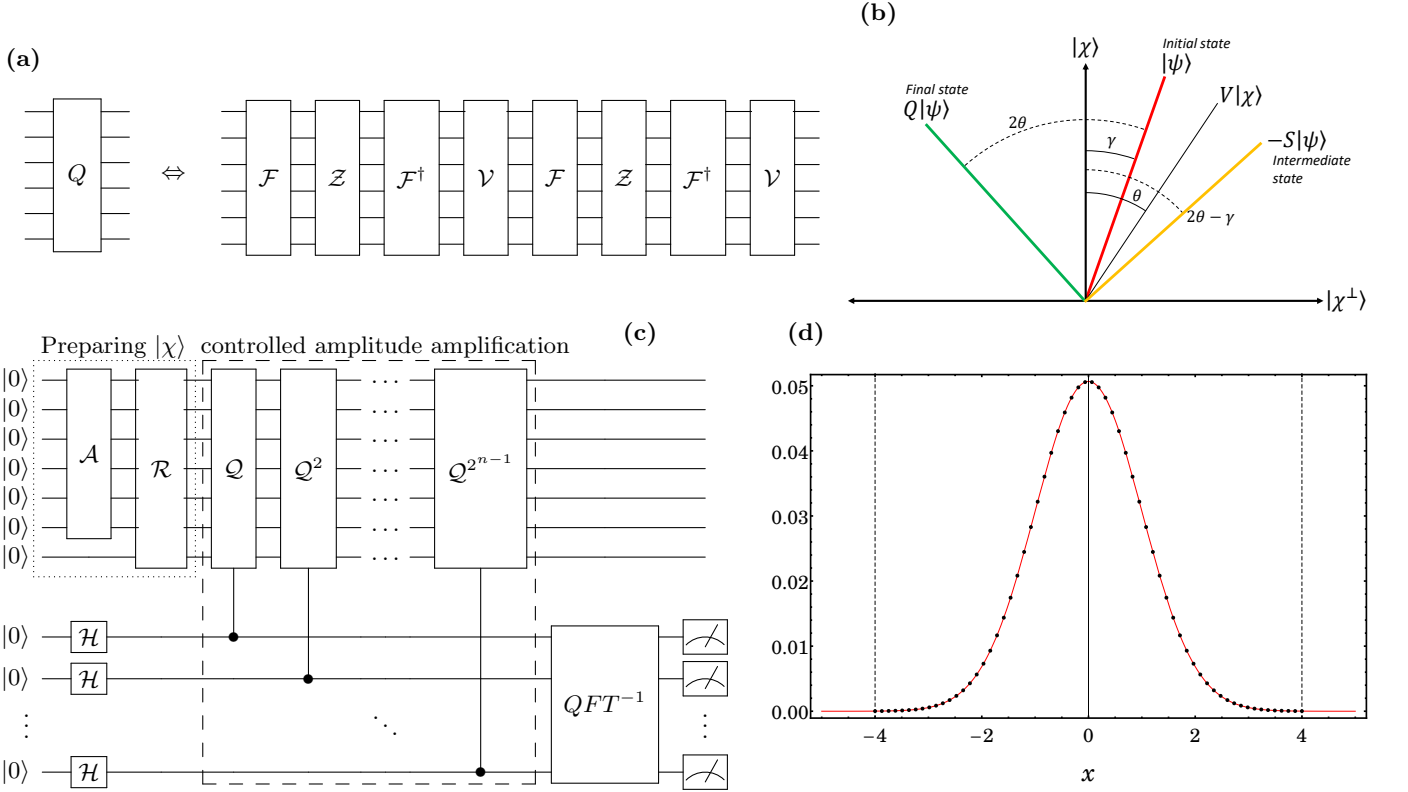 (a)
Q
⇔
ℱ
𝒵
ℱ†
𝒱
ℱ
𝒵
ℱ†
𝒱
(b)
|χ⟩
Initial state
|ψ⟩
Final state
Q|ψ⟩
V|χ⟩
2θ
γ
−S|ψ⟩
Intermediate
state
θ
2θ − γ
|χ⊥⟩
(c)
Preparing |χ⟩ controlled amplitude amplification
|0⟩
|0⟩
|0⟩
|0⟩
|0⟩
|0⟩
|0⟩
𝒜
ℛ
𝒬
𝒬²
𝒬^{2^{n−1}}
· · ·
· · ·
· · ·
· · ·
· · ·
· · ·
· · ·
|0⟩ ℋ
|0⟩ ℋ
⋮ ⋱ ⋮
|0⟩ ℋ
QFT⁻¹
(d)
0.05
0.04
0.03
0.02
0.01
0.00
−4 −2 0 2 4
x